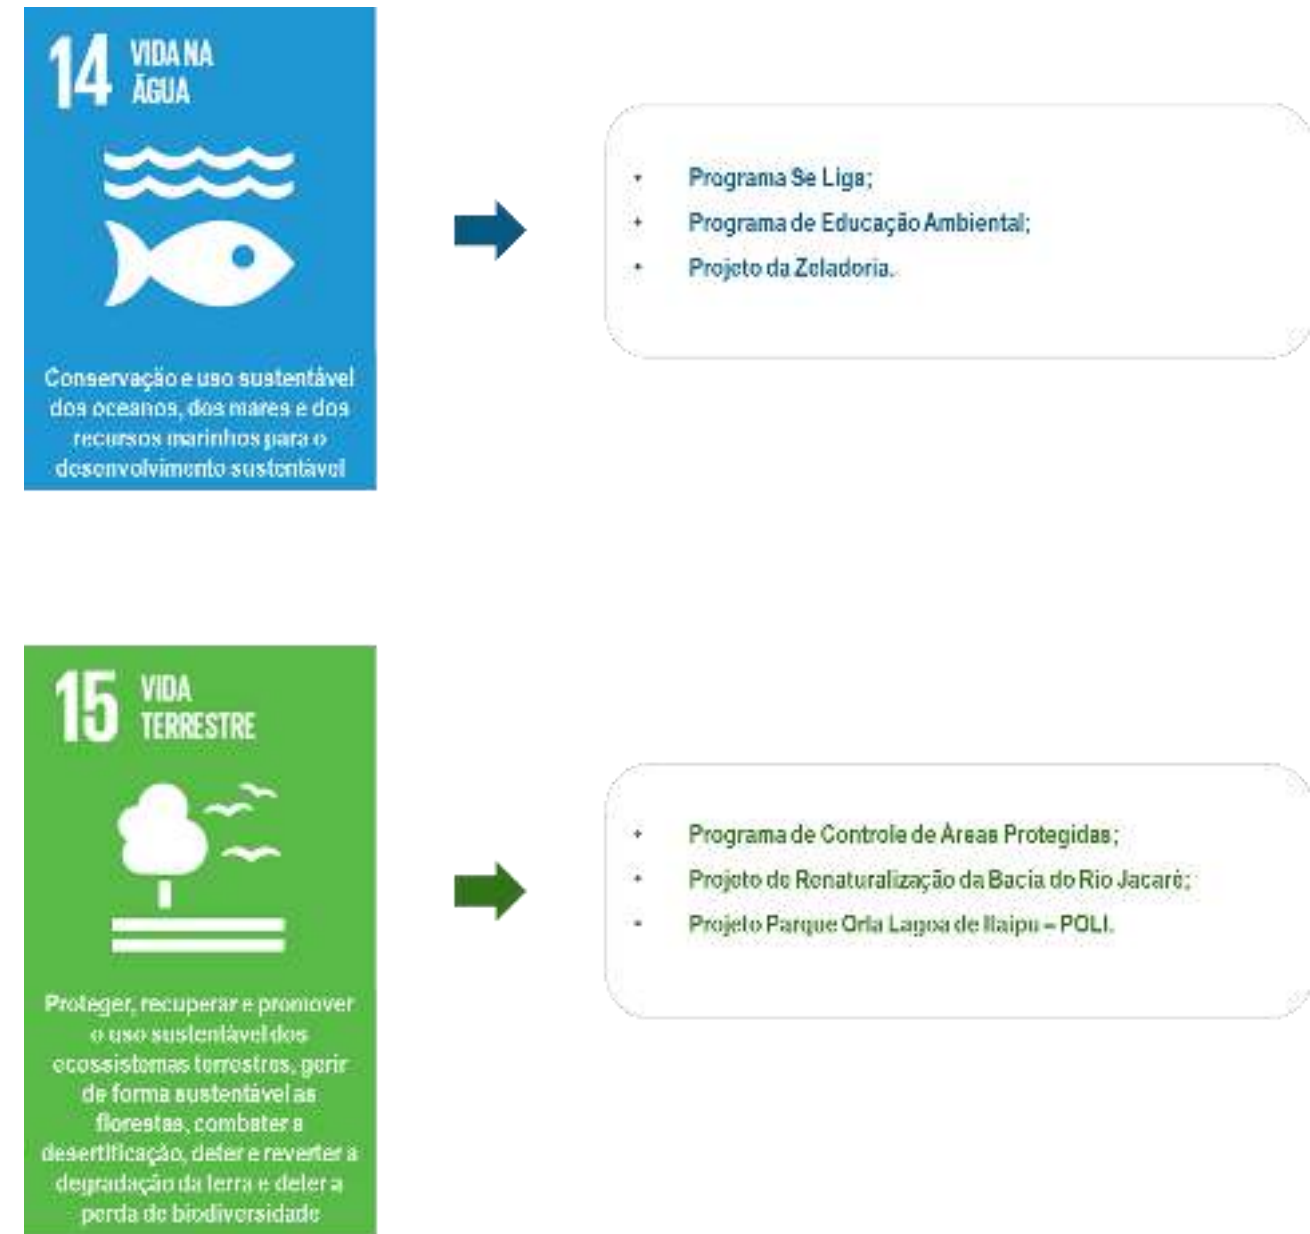 14 VIDA NA
ÁGUA
Conservação e uso sustentável
dos oceanos, dos mares e dos
recursos marinhos para o
desenvolvimento sustentável
• Programa Se Liga;
• Programa de Educação Ambiental;
• Projeto da Zeladoria.
15 VIDA
TERRESTRE
Proteger, recuperar e promover
o uso sustentável dos
ecossistemas terrestres, gerir
de forma sustentável as
florestas, combater a
desertificação, deter e reverter a
degradação da terra e deter a
perda de biodiversidade
• Programa de Controle de Áreas Protegidas;
• Projeto de Renaturalização da Bacia do Rio Jacaré;
• Projeto Parque Orla Lagoa de Itaipu – POLI.